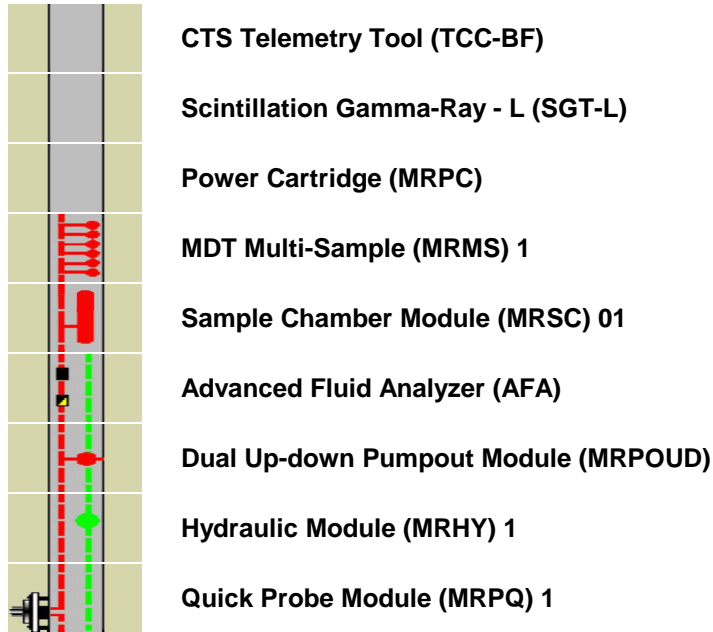 CTS Telemetry Tool (TCC-BF)
Scintillation Gamma-Ray - L (SGT-L)
Power Cartridge (MRPC)
MDT Multi-Sample (MRMS) 1
Sample Chamber Module (MRSC) 01
Advanced Fluid Analyzer (AFA)
Dual Up-down Pumpout Module (MRPOUD)
Hydraulic Module (MRHY) 1
Quick Probe Module (MRPQ) 1